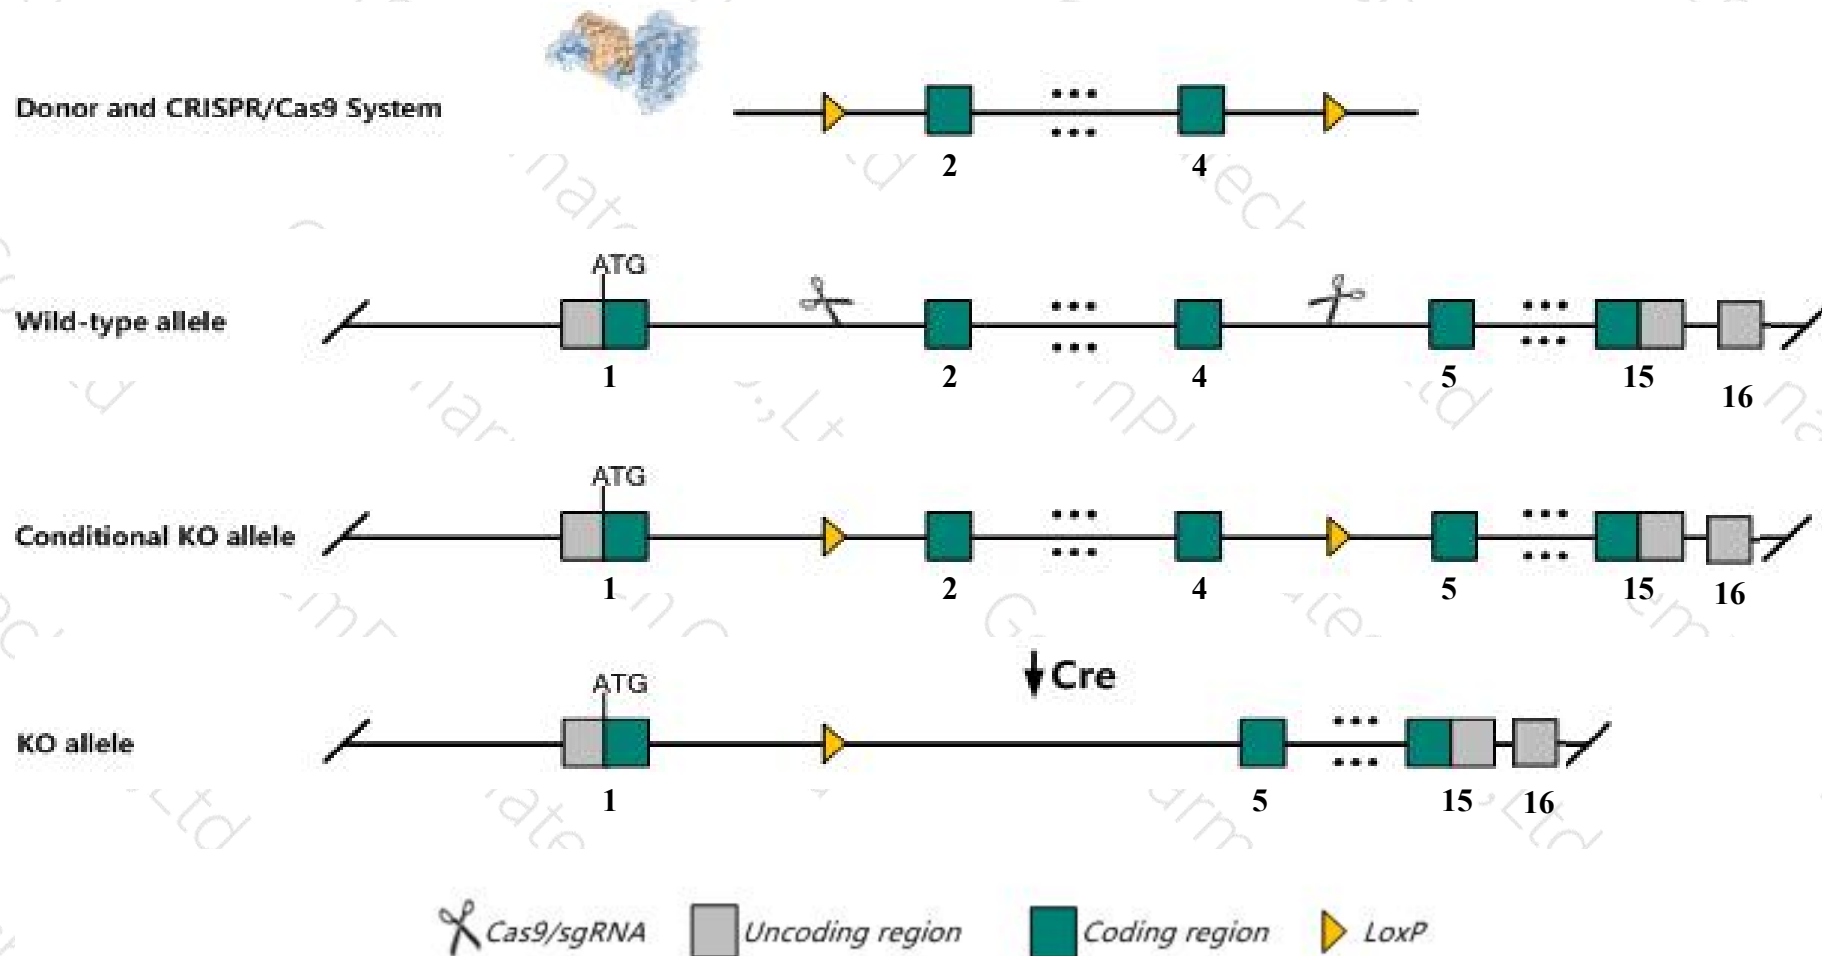 Donor and CRISPR/Cas9 System
2 4
ATG
Wild-type allele
1 2 4 5 15 16
ATG
Conditional KO allele
1 2 4 5 15 16
Cre
ATG
KO allele
1 5 15 16
Cas9/sgRNA Uncoding region Coding region LoxP